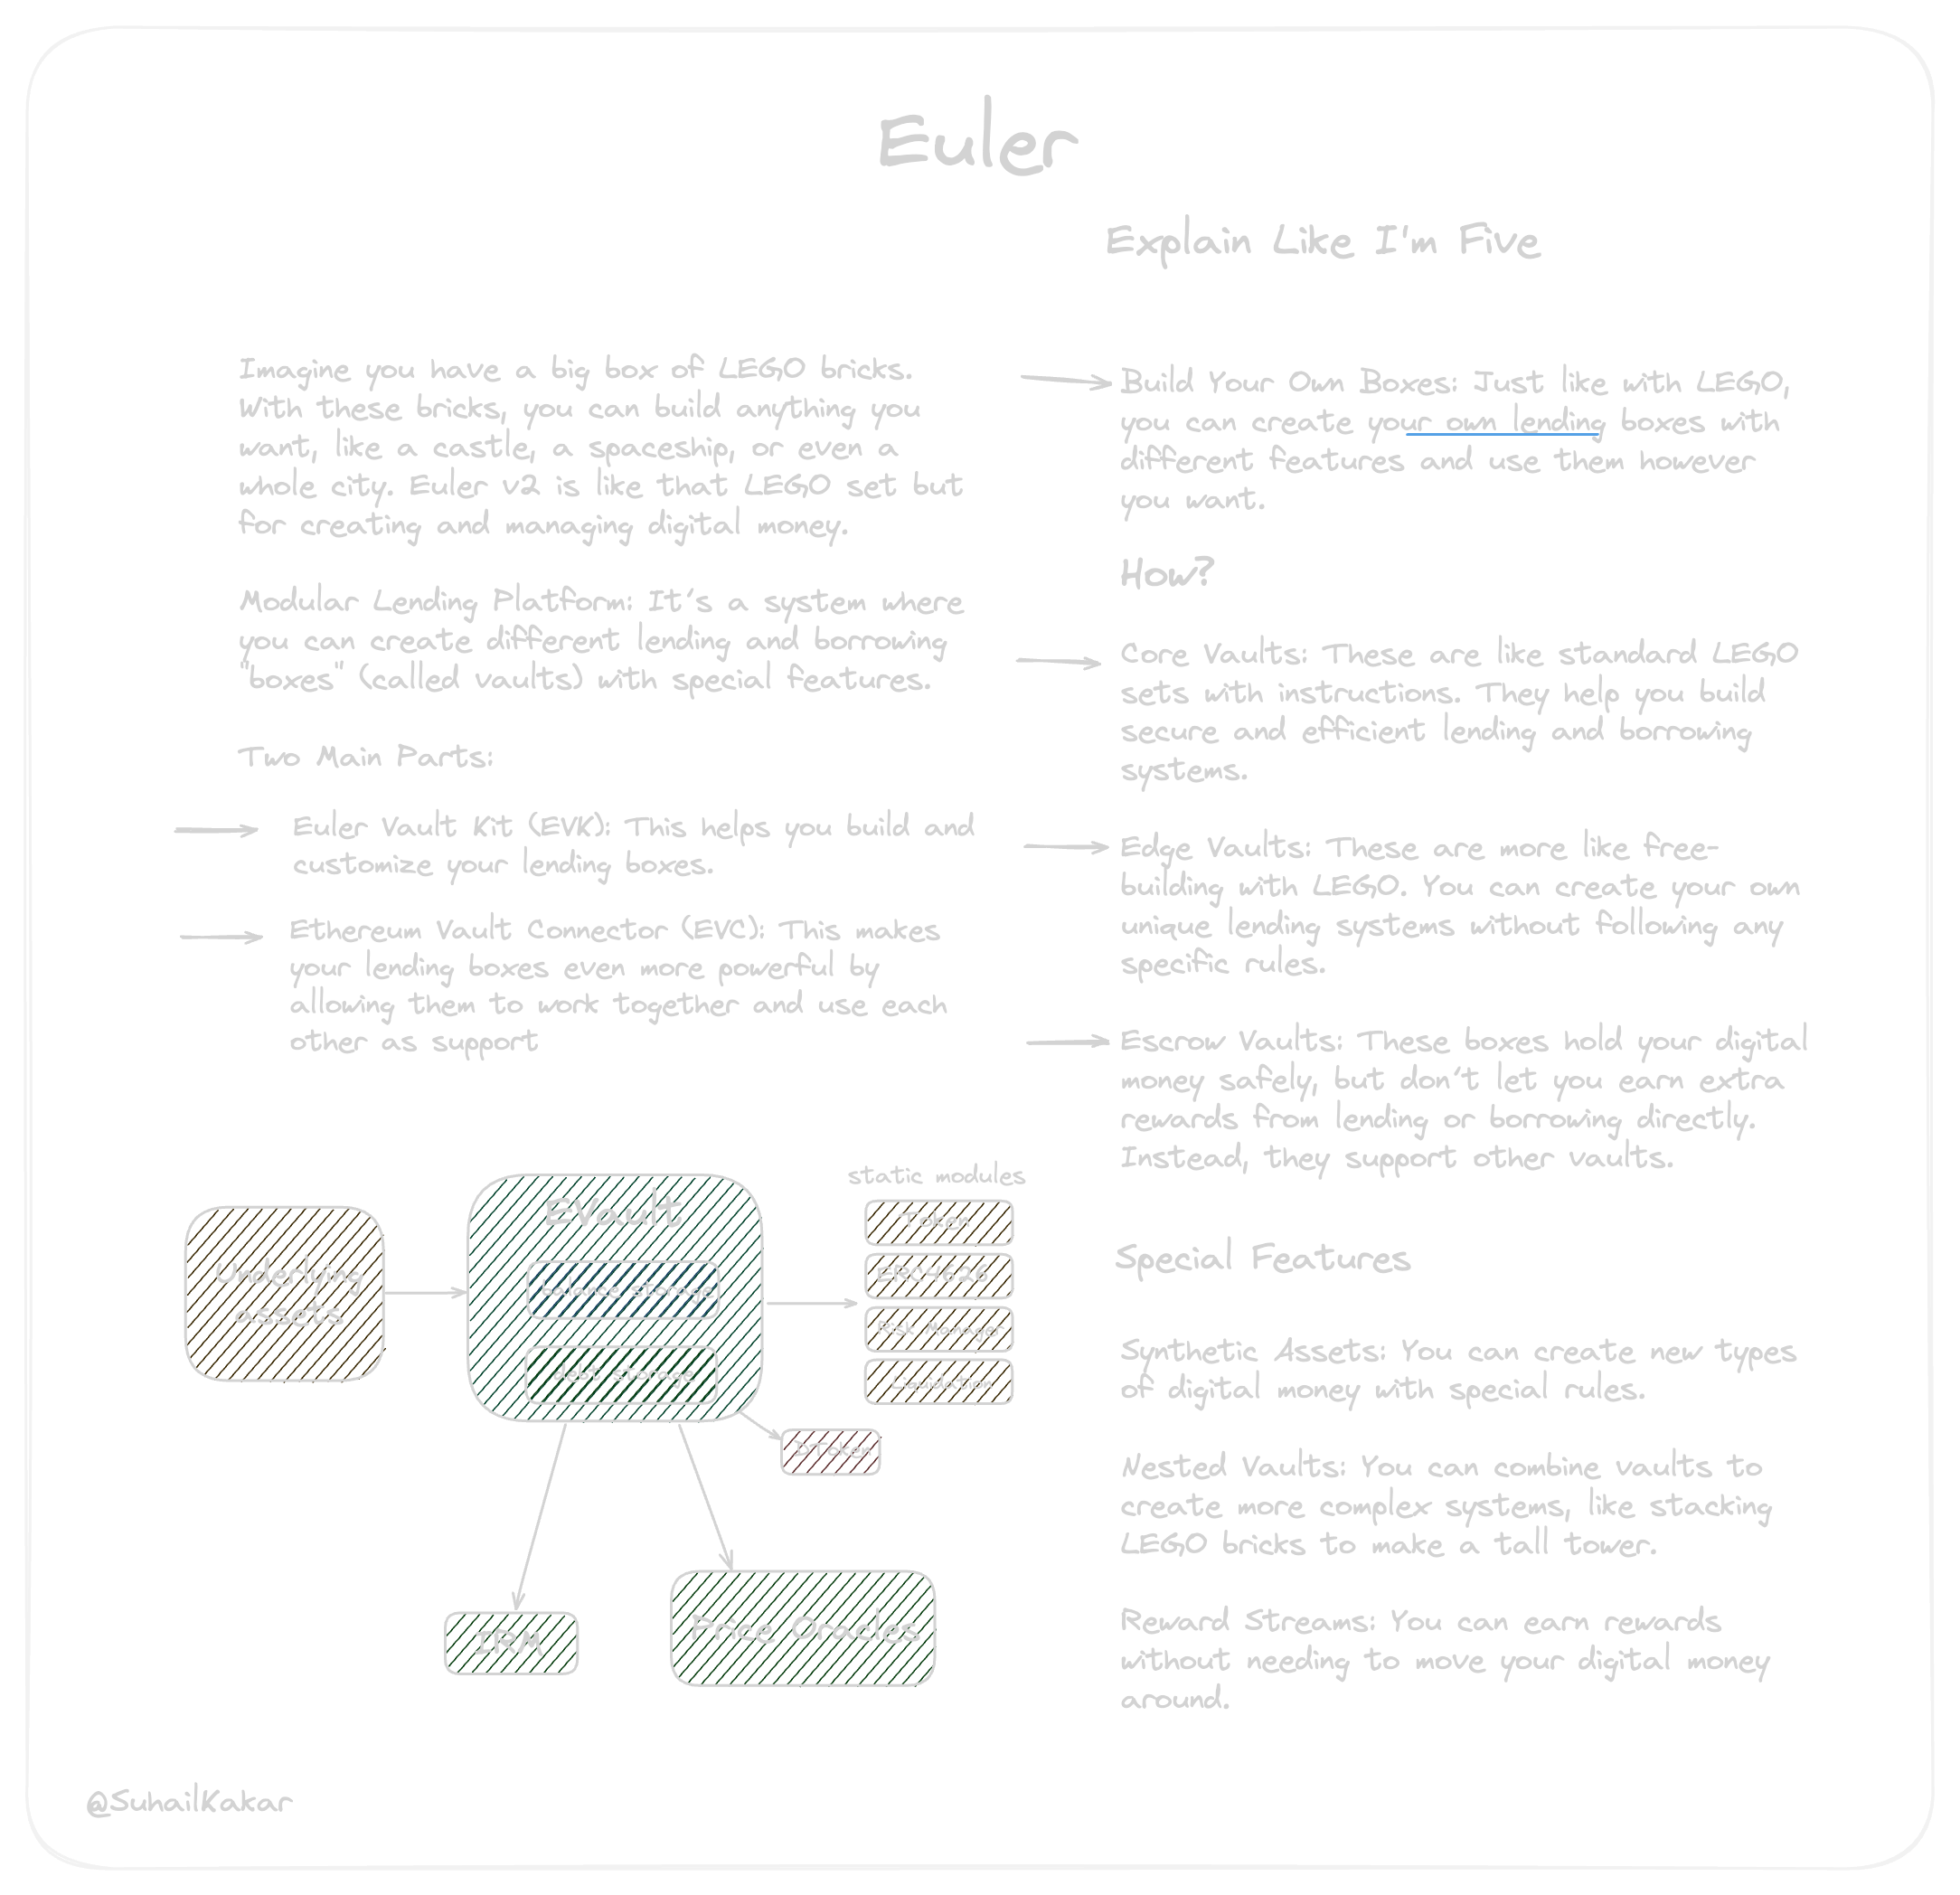 Euler
Explain Like I'm Five
Imagine you have a big box of LEGO bricks.
With these bricks, you can build anything you
want, like a castle, a spaceship, or even a
whole city. Euler v2 is like that LEGO set but
for creating and managing digital money.
Modular Lending Platform: It's a system where
you can create different lending and borrowing
"boxes" (called vaults) with special features.
Two Main Parts:
Euler Vault Kit (EVK): This helps you build and
customize your lending boxes.
Ethereum Vault Connector (EVC): This makes
your lending boxes even more powerful by
allowing them to work together and use each
other as support
Underlying
assets
EVault
balance storage
debt storage
static modules
Token
ERC4626
Risk Manager
Liquidation
DToken
IRM
Price Oracles
Build Your Own Boxes: Just like with LEGO,
you can create your own lending boxes with
different features and use them however
you want.
How?
Core Vaults: These are like standard LEGO
sets with instructions. They help you build
secure and efficient lending and borrowing
systems.
Edge Vaults: These are more like free-
building with LEGO. You can create your own
unique lending systems without following any
specific rules.
Escrow Vaults: These boxes hold your digital
money safely, but don't let you earn extra
rewards from lending or borrowing directly.
Instead, they support other vaults.
Special Features
Synthetic Assets: You can create new types
of digital money with special rules.
Nested Vaults: You can combine vaults to
create more complex systems, like stacking
LEGO bricks to make a tall tower.
Reward Streams: You can earn rewards
without needing to move your digital money
around.
@SuhailKakar